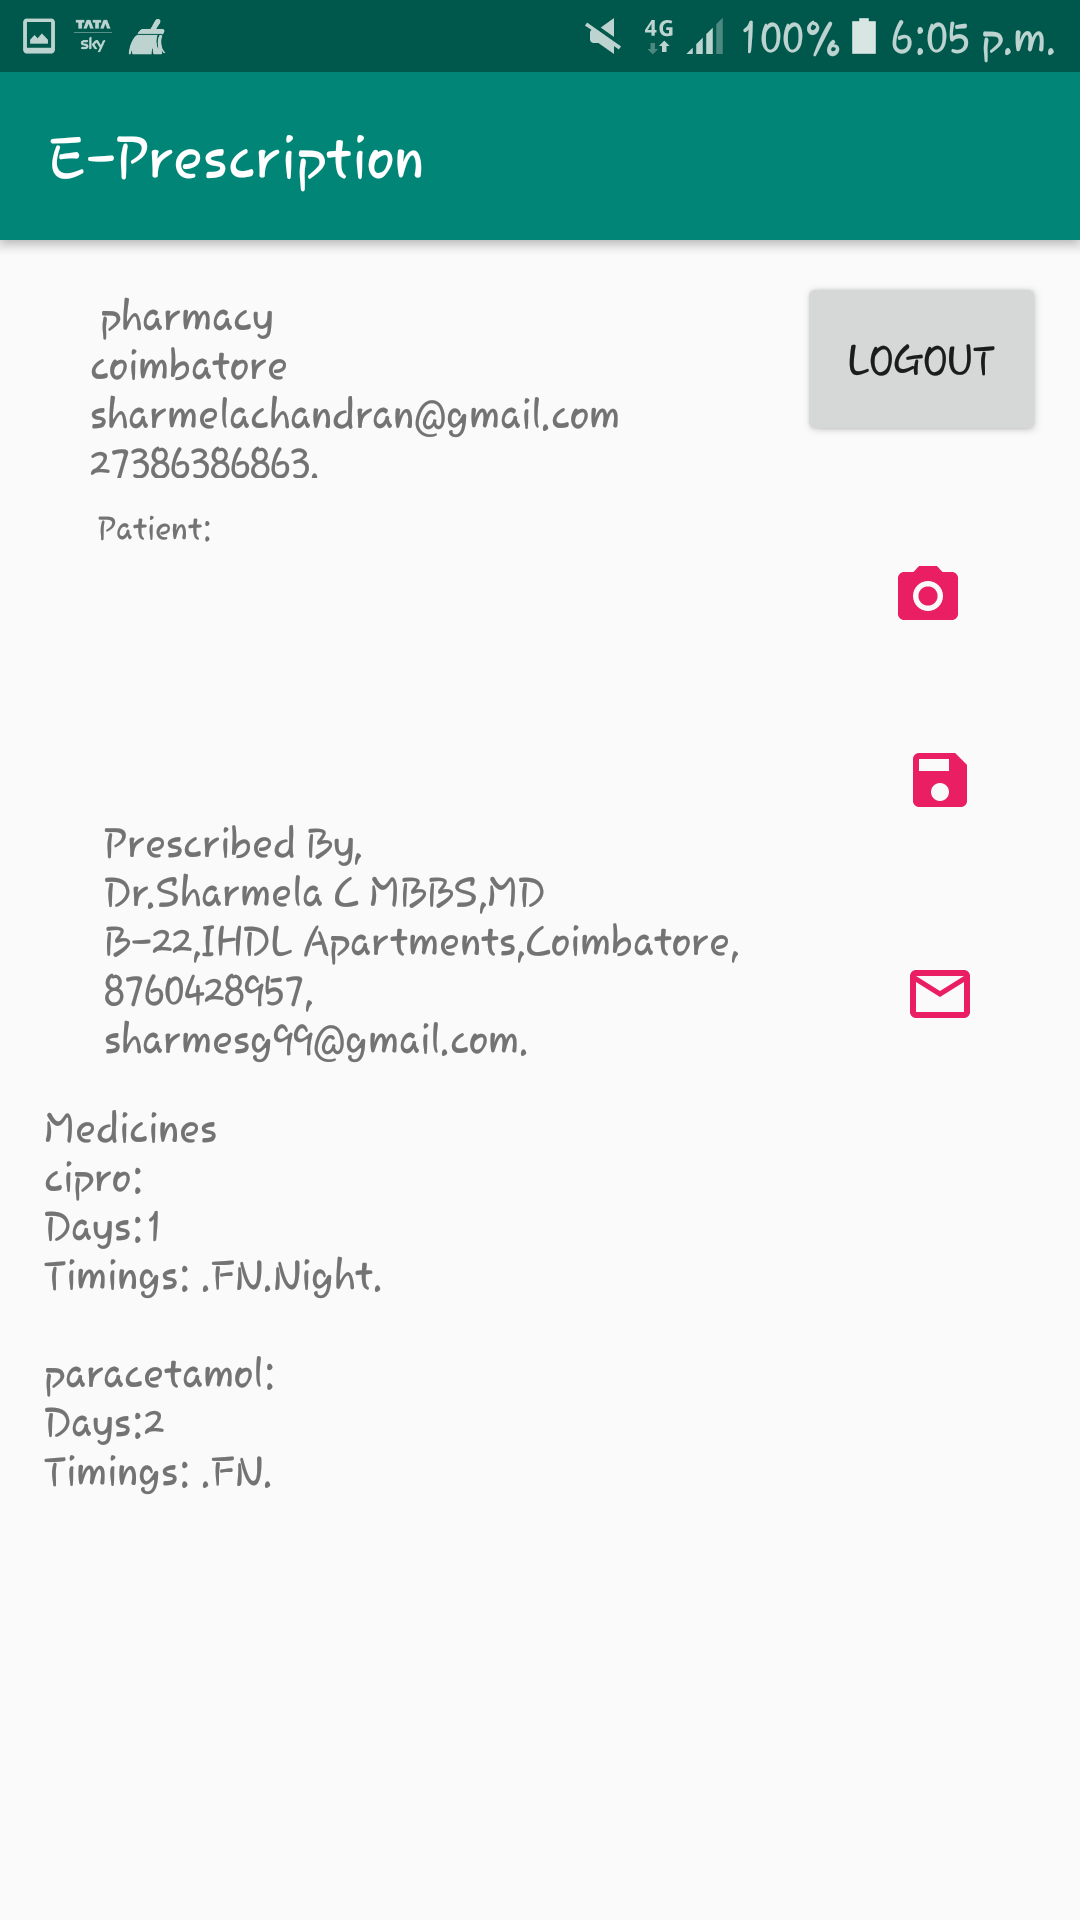 TATA
sky
4G
100%
6:05 p.m.
E-Prescription
pharmacy
coimbatore
sharmelachandran@gmail.com
27386386863.
LOGOUT
Patient:
Prescribed By,
Dr.Sharmela C MBBS,MD
B-22,IHDL Apartments,Coimbatore,
8760428957,
sharmesg99@gmail.com.
Medicines
cipro:
Days:1
Timings: .FN.Night.
paracetamol:
Days:2
Timings: .FN.